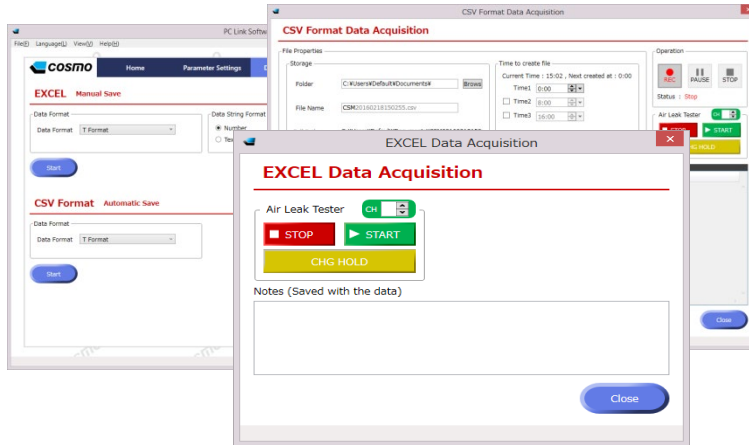 PC Link Softw
File(F) Language(L) View(V) Help(H)
COSMO Home Parameter Settings
EXCEL Manual Save
Data Format
Data Format T Format
Data String Format
Number
Start
CSV Format Automatic Save
Data Format
Data Format T Format
Start
CSV Format Data Acquisition
CSV Format Data Acquisition
File Properties
Storage
Folder C:¥Users¥Default¥Documents¥ Brows
File Name CSM20160218150255.csv
Time to create file
Current Time : 15:02 , Next created at : 0:00
Time1 0:00
Time2 8:00
Time3 16:00
Operation
REC PAUSE STOP
Status : Stop
Air Leak Tester CH
START
Close
EXCEL Data Acquisition
EXCEL Data Acquisition
Air Leak Tester CH
STOP START
CHG HOLD
Notes (Saved with the data)
Close